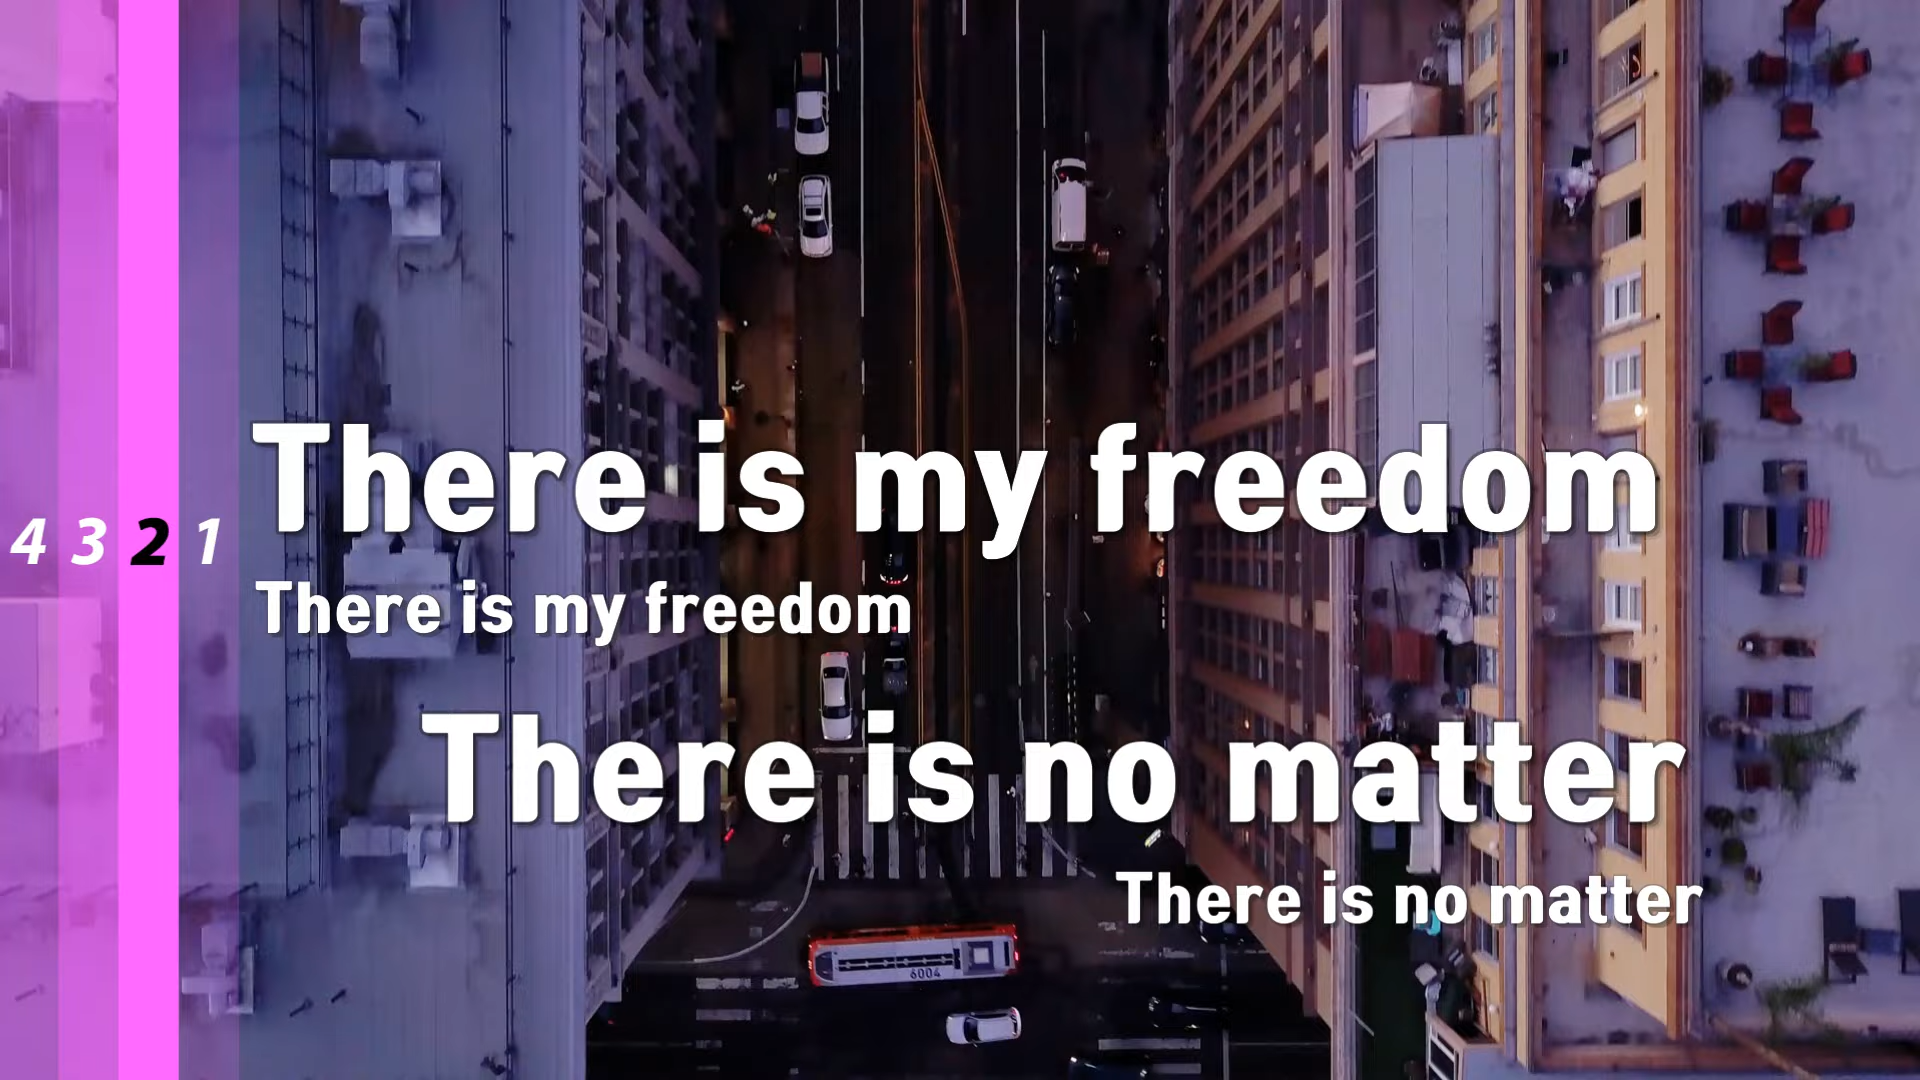 4 3 2 1
There is my freedom
There is my freedom
There is no matter
There is no matter
6004